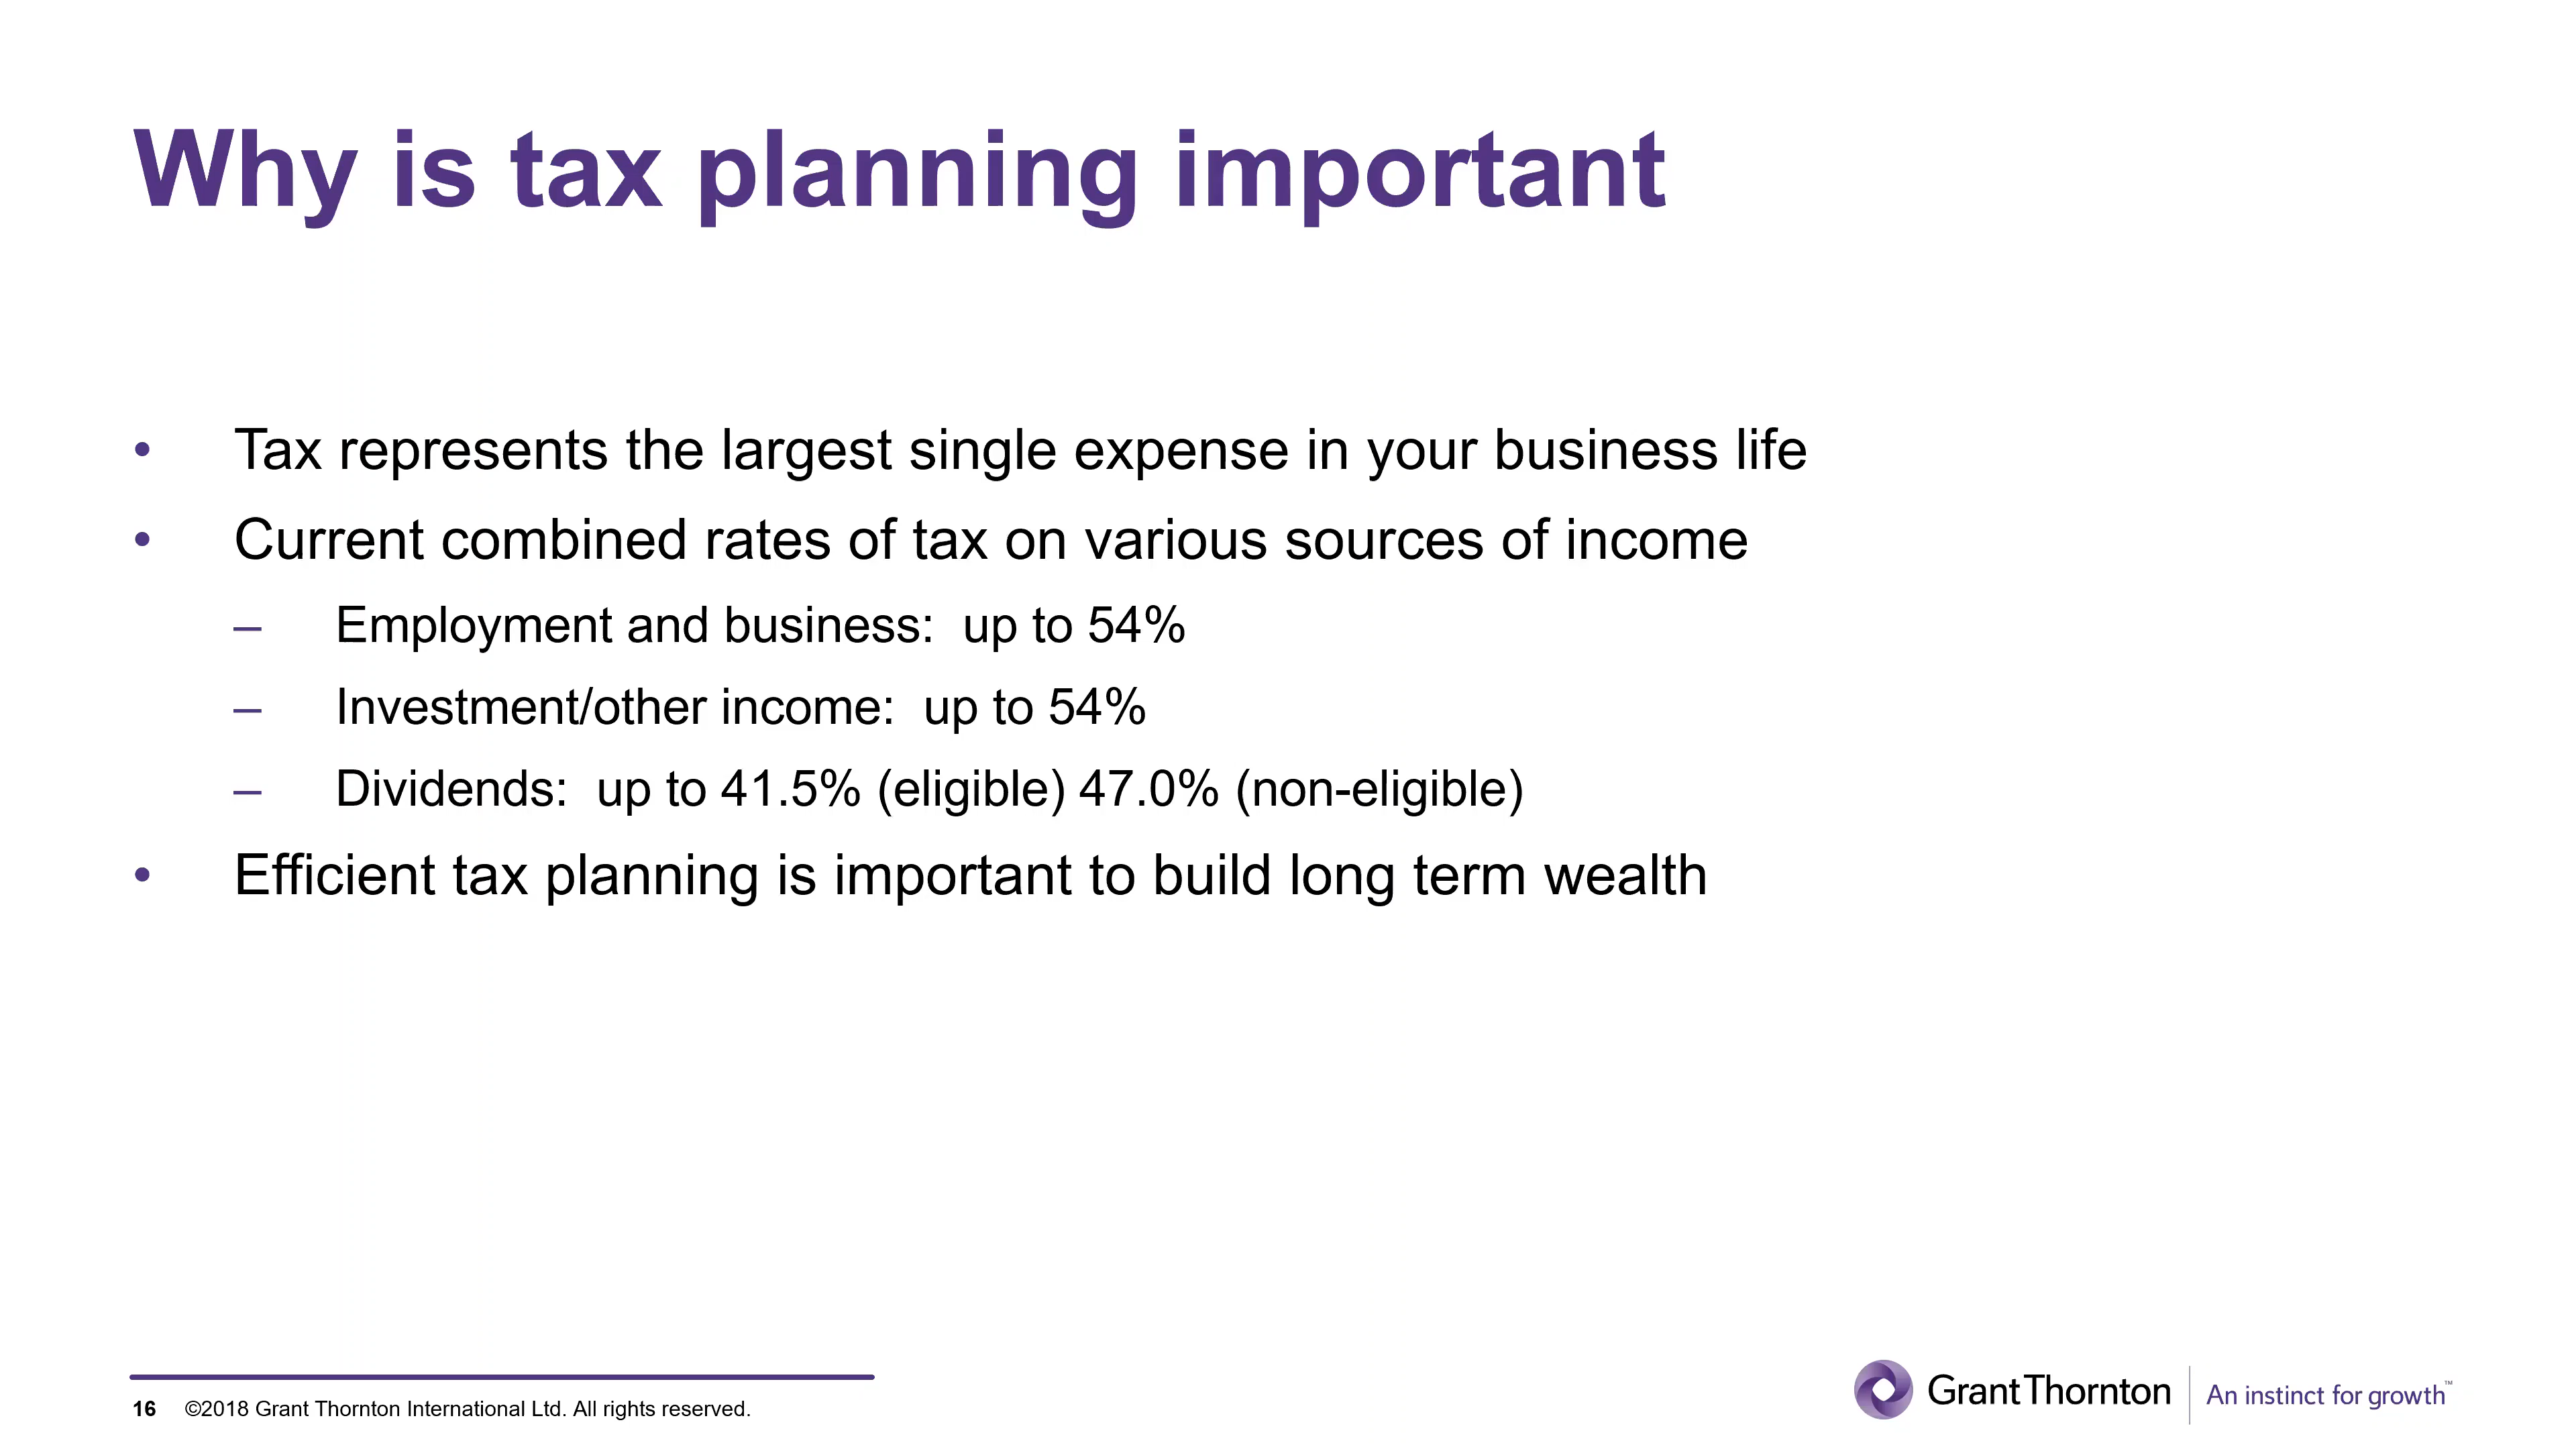 Why is tax planning important
• Tax represents the largest single expense in your business life
• Current combined rates of tax on various sources of income
– Employment and business:  up to 54%
– Investment/other income:  up to 54%
– Dividends:  up to 41.5% (eligible) 47.0% (non-eligible)
• Efficient tax planning is important to build long term wealth
16 ©2018 Grant Thornton International Ltd. All rights reserved.
Grant Thornton An instinct for growth™